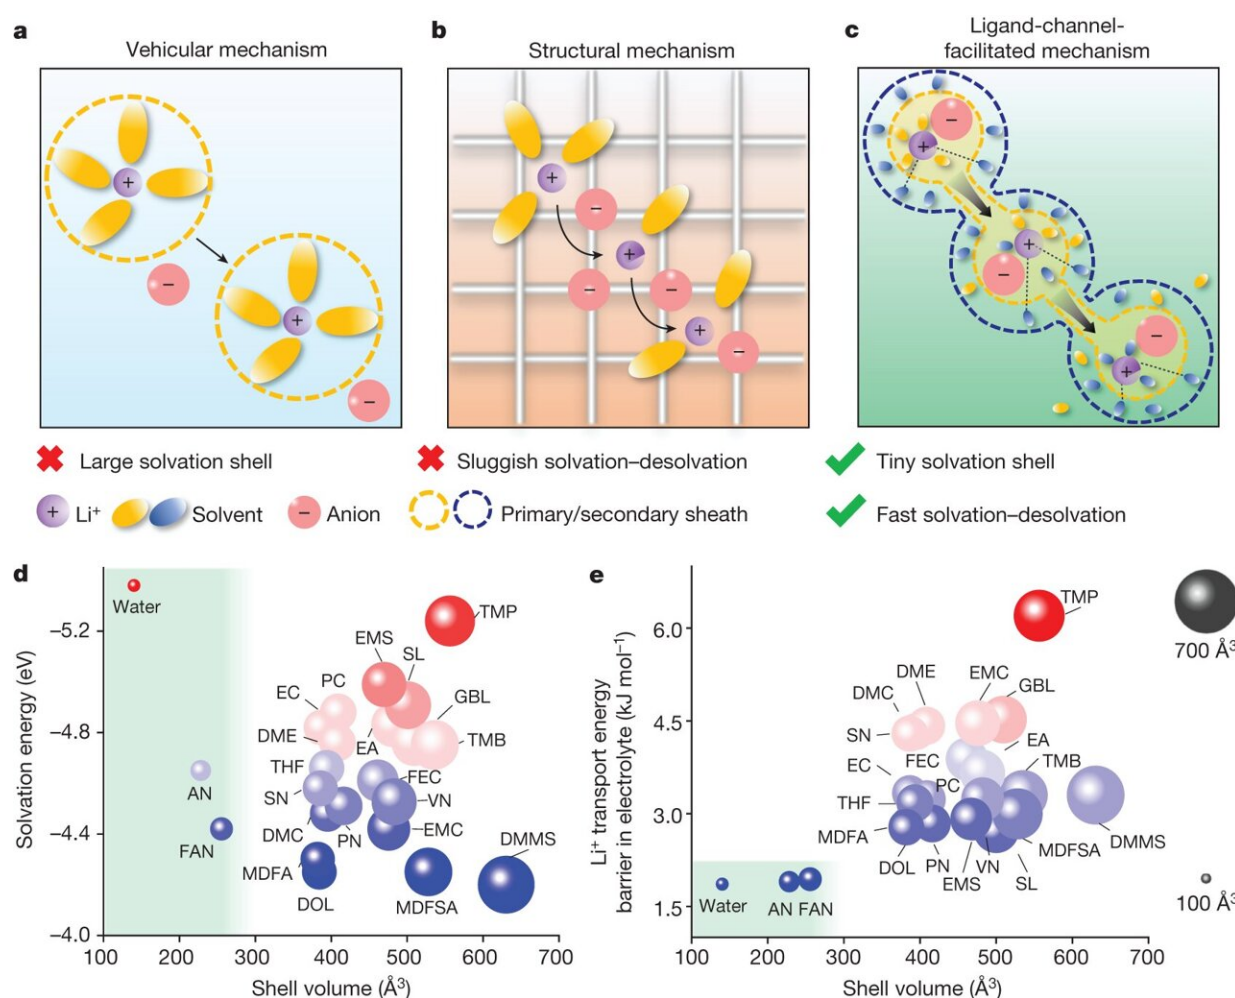 a
Vehicular mechanism
b
Structural mechanism
c
Ligand-channel-
facilitated mechanism
+
−
+
−
+
−
+
−
−
+
−
−
+
−
+
−
+
−
+
Large solvation shell
Sluggish solvation–desolvation
Tiny solvation shell
+ Li⁺
Solvent
− Anion
Primary/secondary sheath
Fast solvation–desolvation
d
Solvation energy (eV)
−5.2
−4.8
−4.4
−4.0
100 200 300 400 500 600 700
Shell volume (Å³)
Water
AN
FAN
TMP
EMS
SL
PC
EC
GBL
DME
EA
TMB
THF
FEC
SN
VN
DMC
PN
EMC
DMMS
MDFA
DOL
MDFSA
e
Li⁺ transport energy
barrier in electrolyte (kJ mol⁻¹)
6.0
4.5
3.0
1.5
100 200 300 400 500 600 700
Shell volume (Å³)
TMP
DME
EMC
DMC
GBL
SN
EA
FEC
TMB
EC
PC
THF
MDFA
DMMS
MDFSA
DOL
PN
VN
EMS
SL
Water
AN FAN
700 Å³
100 Å³